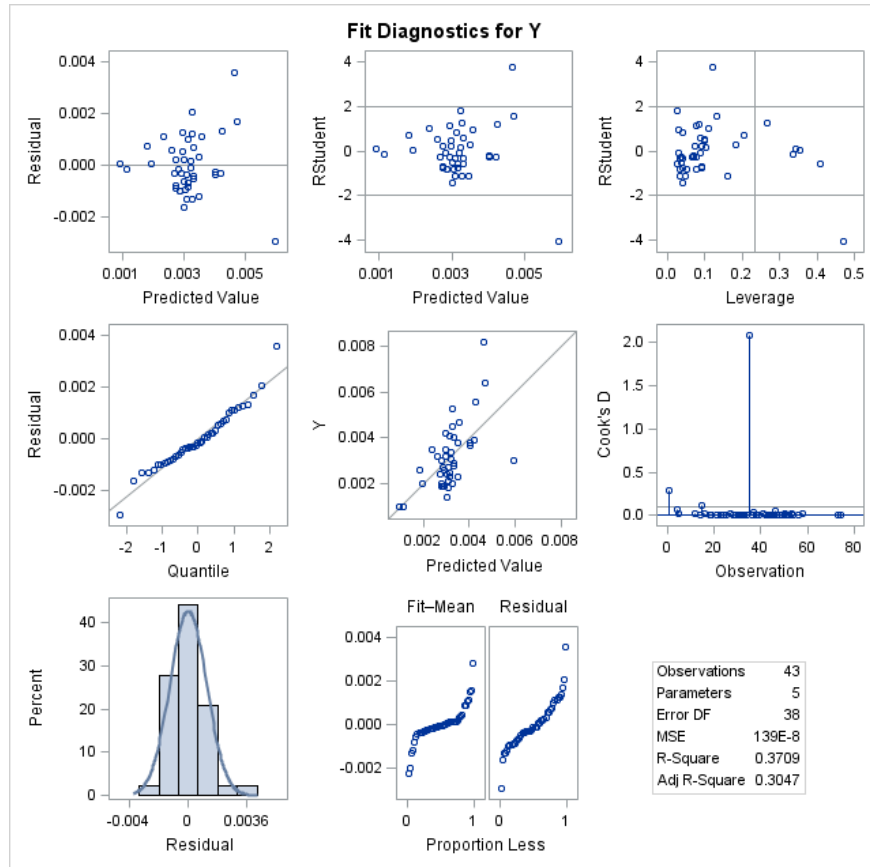 Fit Diagnostics for Y
0.004
0.002
0.000
-0.002
Residual
0.001 0.003 0.005
Predicted Value
4
2
0
-2
-4
RStudent
0.001 0.003 0.005
Predicted Value
4
2
0
-2
-4
RStudent
0.0 0.1 0.2 0.3 0.4 0.5
Leverage
0.004
0.002
0.000
-0.002
Residual
-2 -1 0 1 2
Quantile
0.008
0.006
0.004
0.002
Y
0.002 0.004 0.006 0.008
Predicted Value
2.0
1.5
1.0
0.5
0.0
Cook's D
0 20 40 60 80
Observation
40
30
20
10
0
Percent
-0.004 0 0.0036
Residual
Fit–Mean Residual
0.004
0.002
0.000
-0.002
0 1 0 1
Proportion Less
Observations 43
Parameters 5
Error DF 38
MSE 139E-8
R-Square 0.3709
Adj R-Square 0.3047